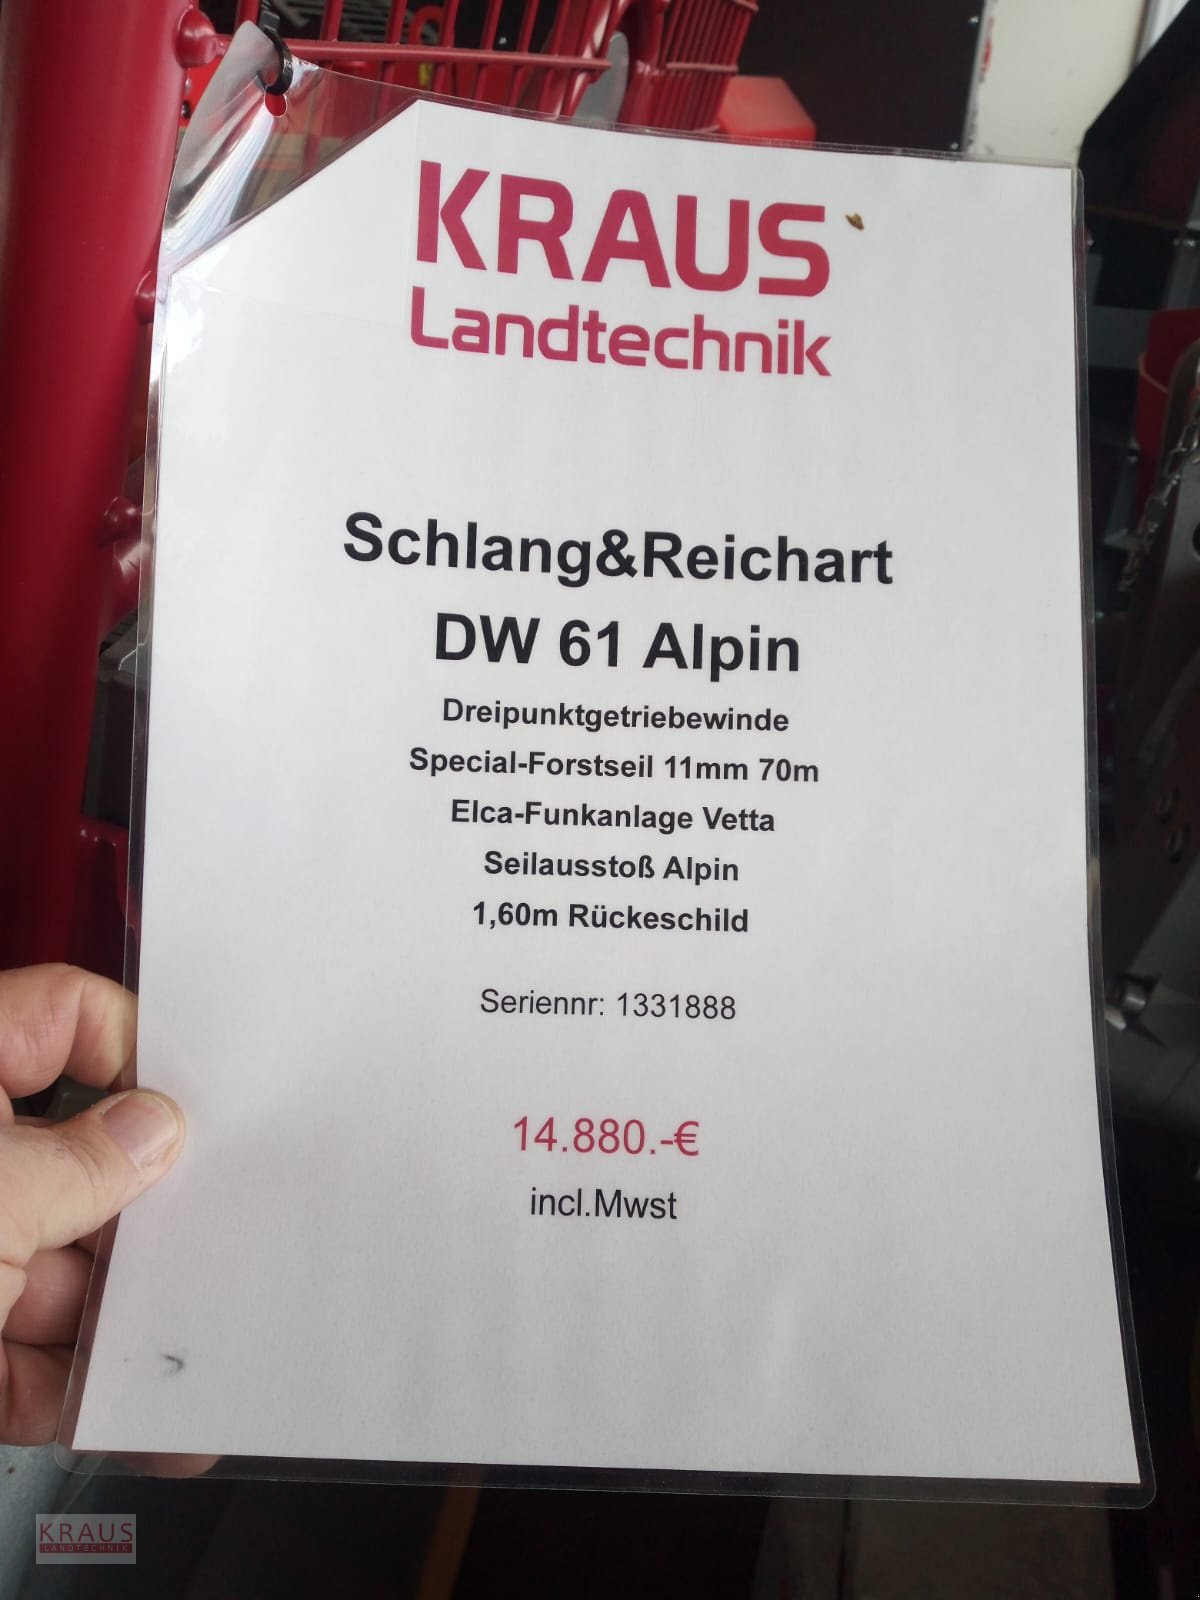 KRAUS
Landtechnik
Schlang&Reichart
DW 61 Alpin
Dreipunktgetriebewinde
Special-Forstseil 11mm 70m
Elca-Funkanlage Vetta
Seilausstoß Alpin
1,60m Rückeschild
Seriennr: 1331888
14.880.-€
incl.Mwst
KRAUS
LANDTECHNIK